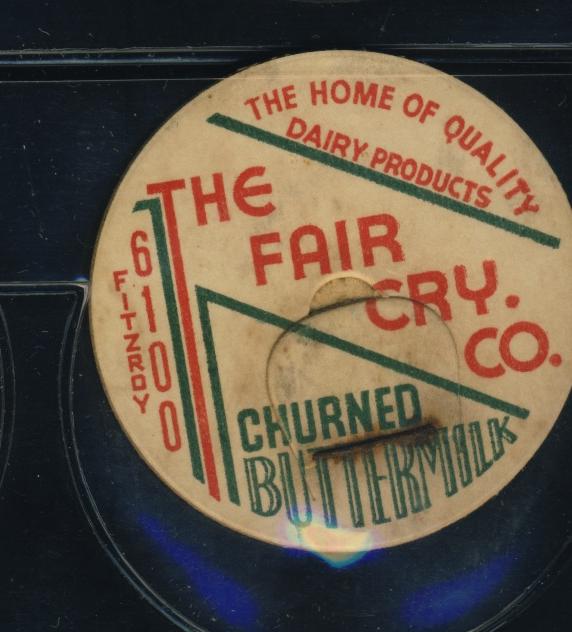 THE HOME OF QUALITY
DAIRY PRODUCTS
THE
FAIR
CRY.
CO.
FITZROY
6100
CHURNED
BUTTERMILK